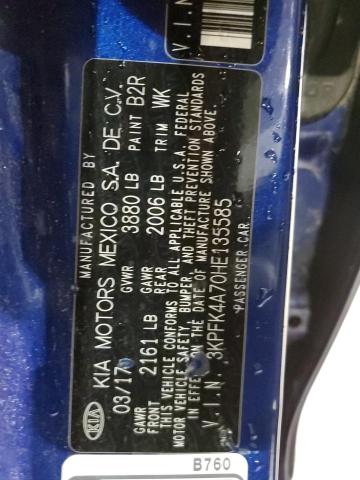 MANUFACTURED BY
KIA KIA MOTORS MEXICO S.A. DE C.V.
03/17 GVWR 3880 LB PAINT B2R
GAWR FRONT 2161 LB GAWR REAR 2006 LB TRIM WK
THIS VEHICLE CONFORMS TO ALL APPLICABLE U.S.A. FEDERAL
MOTOR VEHICLE SAFETY, BUMPER, AND THEFT PREVENTION STANDARDS
IN EFFECT ON THE DATE OF MANUFACTURE SHOWN ABOVE.
V.I.N. 3KPFK4A70HE135585
PASSENGER CAR
B760
V.I.N